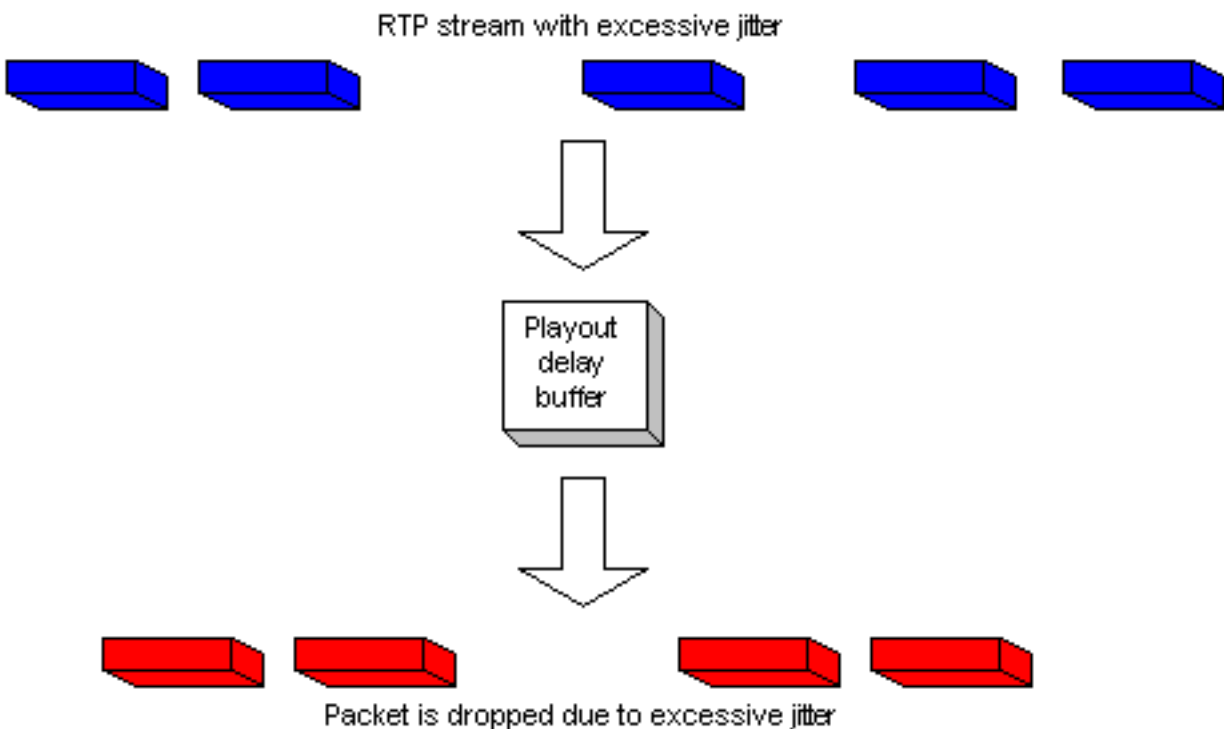 RTP stream with excessive jitter
Playout
delay
buffer
Packet is dropped due to excessive jitter